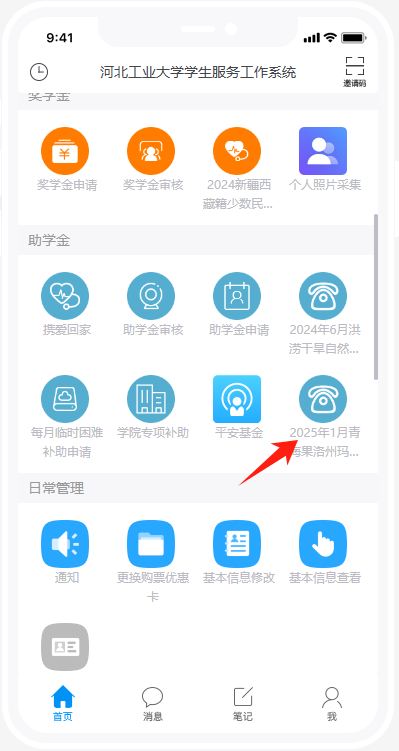 9:41
河北工业大学学生服务工作系统
邀请码
奖学金
奖学金申请
奖学金审核
2024新疆西
藏籍少数民...
个人照片采集
助学金
携爱回家
助学金审核
助学金申请
2024年6月洪
涝干旱自然...
每月临时困难
补助申请
学院专项补助
平安基金
2025年1月青
海果洛州玛...
日常管理
通知
更换购票优惠
卡
基本信息修改
基本信息查看
首页
消息
笔记
我